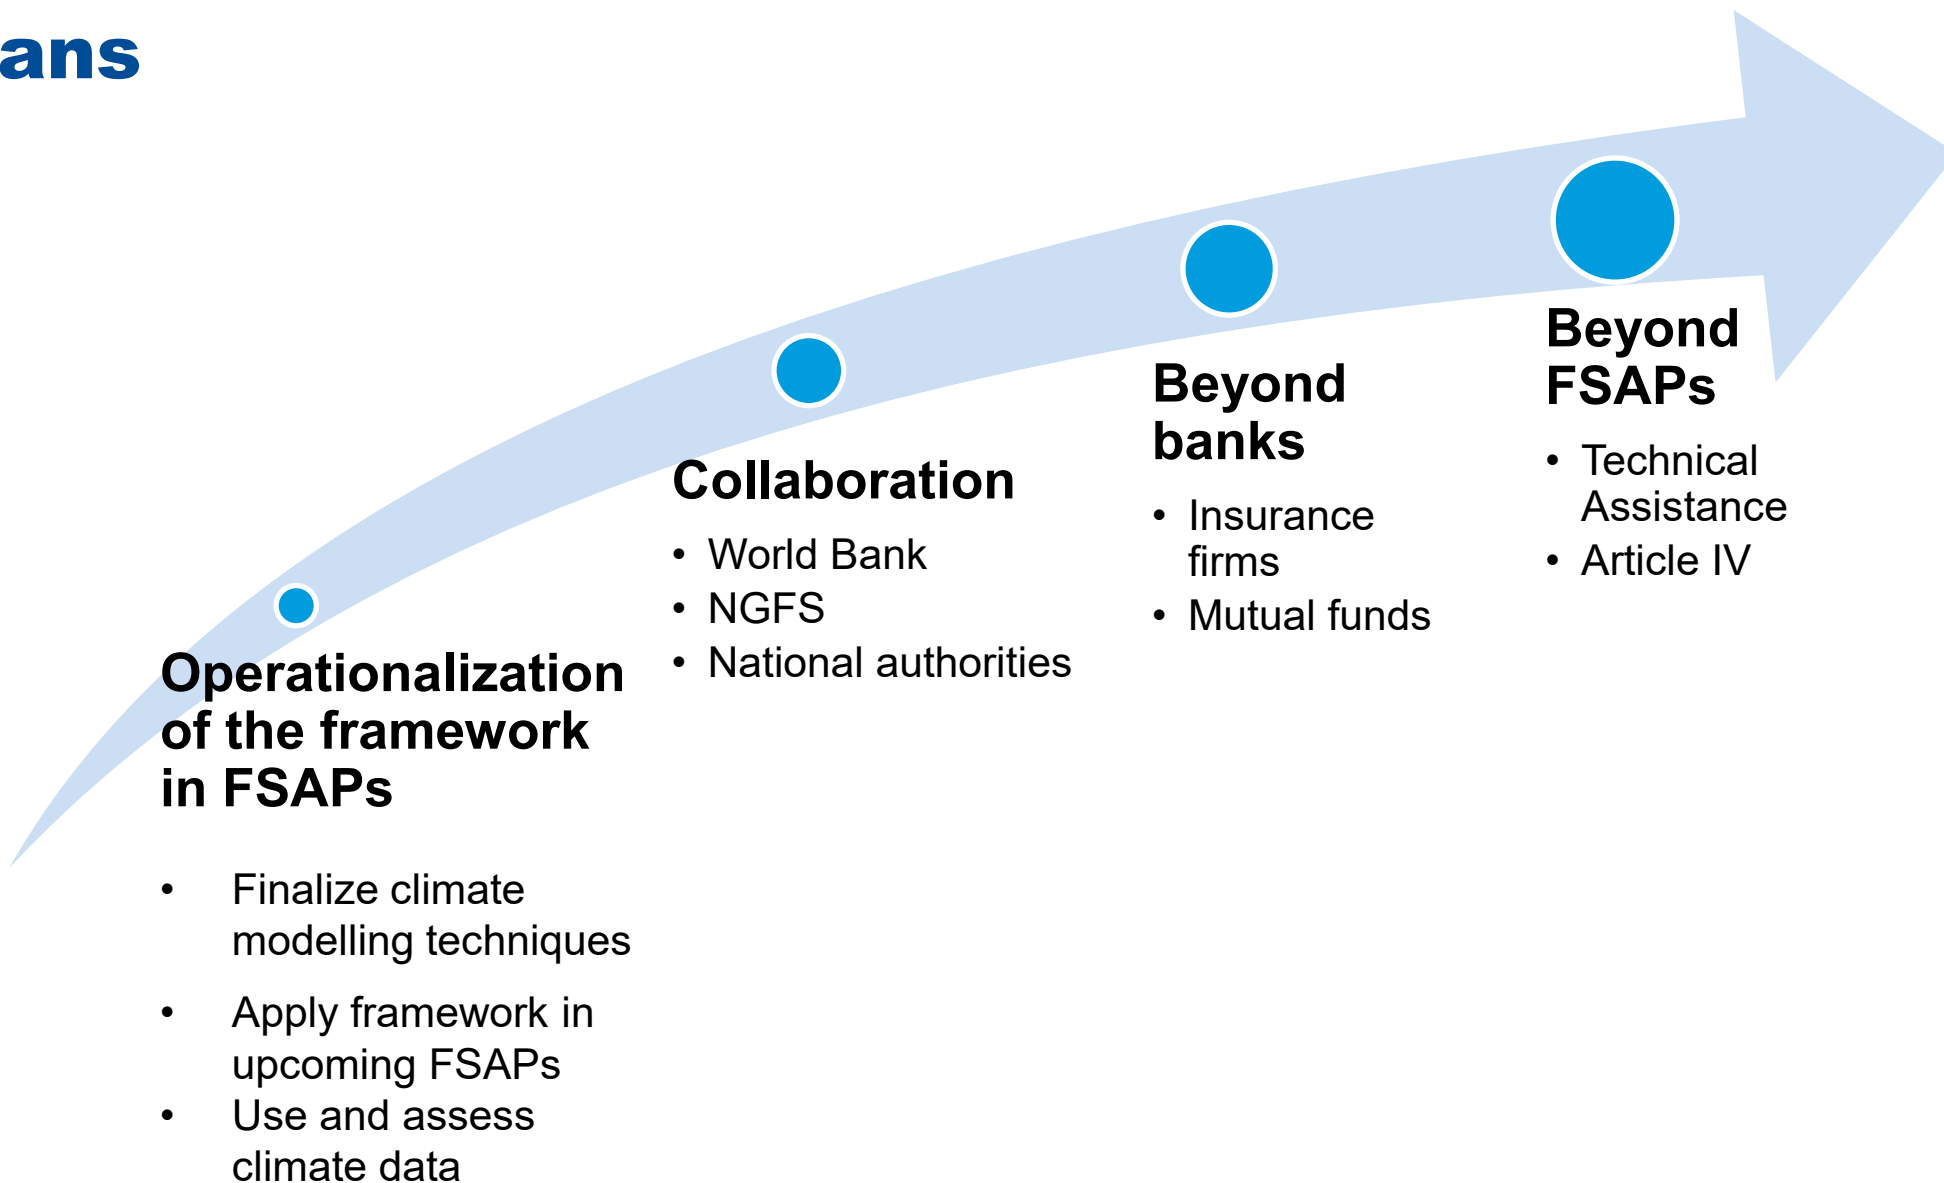 ans
Operationalization
of the framework
in FSAPs
• Finalize climate
modelling techniques
• Apply framework in
upcoming FSAPs
• Use and assess
climate data
Collaboration
• World Bank
• NGFS
• National authorities
Beyond
banks
• Insurance
firms
• Mutual funds
Beyond
FSAPs
• Technical
Assistance
• Article IV